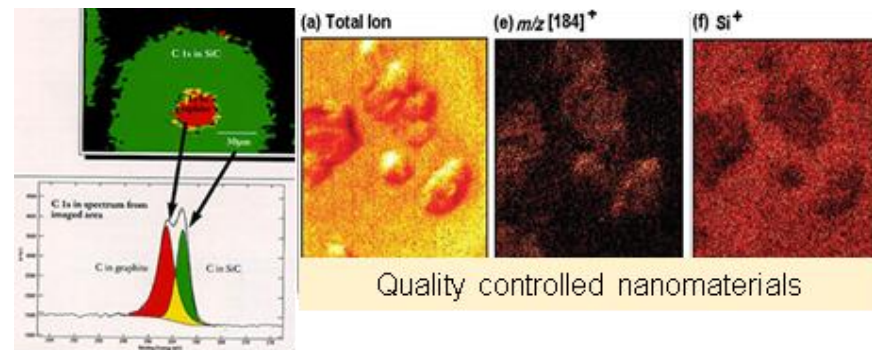 C 1s in SiC
30µm
C 1s in spectrum from
imaged area
C in graphite
C in SiC
(a) Total Ion
(e) m/z [184]+
(f) Si+
Quality controlled nanomaterials